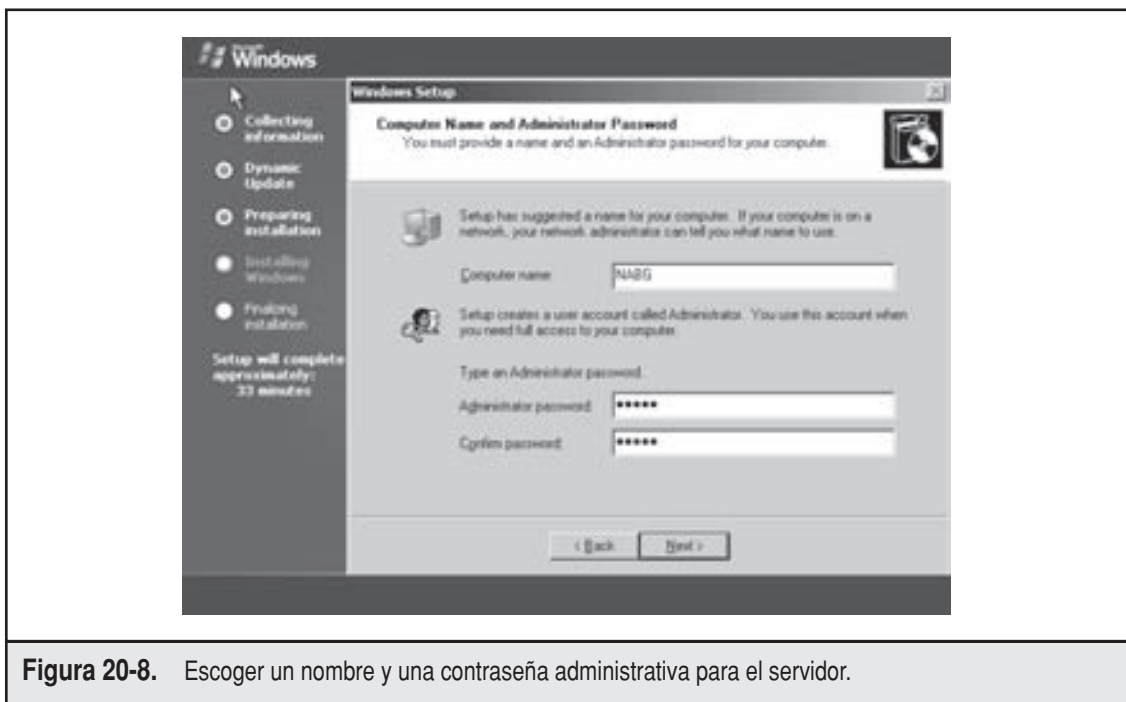 Windows
Windows Setup
Collecting
information
Dynamic
Update
Preparing
installation
Installing
Windows
Finalizing
installation
Setup will complete
approximately:
33 minutes
Computer Name and Administrator Password
You must provide a name and an Administrator password for your computer.
Setup has suggested a name for your computer. If your computer is on a
network, your network administrator can tell you what name to use.
Computer name:
NABG
Setup creates a user account called Administrator. You use this account when
you need full access to your computer.
Type an Administrator password.
Administrator password:
•••••
Confirm password:
•••••
< Back
Next >
Figura 20-8. Escoger un nombre y una contraseña administrativa para el servidor.